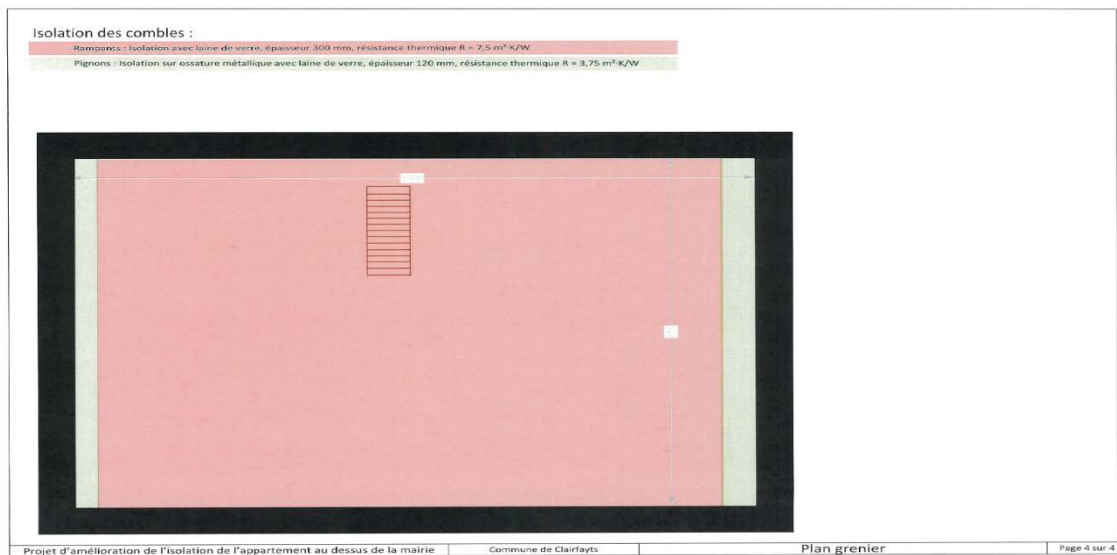 Isolation des combles :
Rampants : Isolation avec laine de verre, épaisseur 300 mm, résistance thermique R = 7,5 m²·K/W
Pignons : Isolation sur ossature métallique avec laine de verre, épaisseur 120 mm, résistance thermique R = 3,75 m²·K/W
Projet d'amélioration de l'isolation de l'appartement au dessus de la mairie
Commune de Clairfayts
Plan grenier
Page 4 sur 4